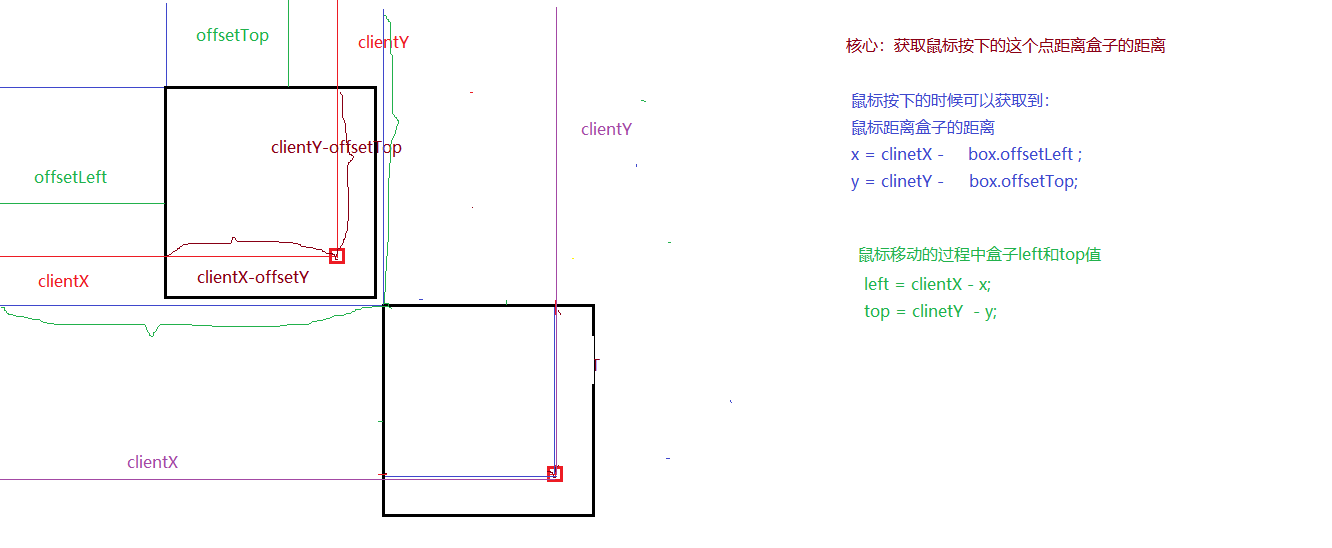 offsetTop
clientY
核心：获取鼠标按下的这个点距离盒子的距离
鼠标按下的时候可以获取到：
鼠标距离盒子的距离
x = clinetX - box.offsetLeft ;
y = clinetY - box.offsetTop;
clientY
clientY-offsetTop
offsetLeft
鼠标移动的过程中盒子left和top值
left = clientX - x;
top = clinetY - y;
clientX
clientX-offsetY
clientX